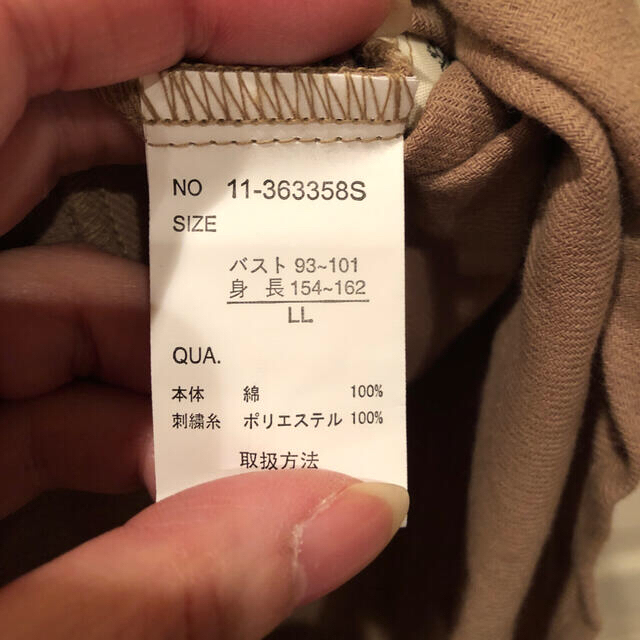 NO 11-363358S
SIZE
バスト 93~101
身 長 154~162
LL
QUA.
本体 綿 100%
刺繍糸 ポリエステル 100%
取扱方法